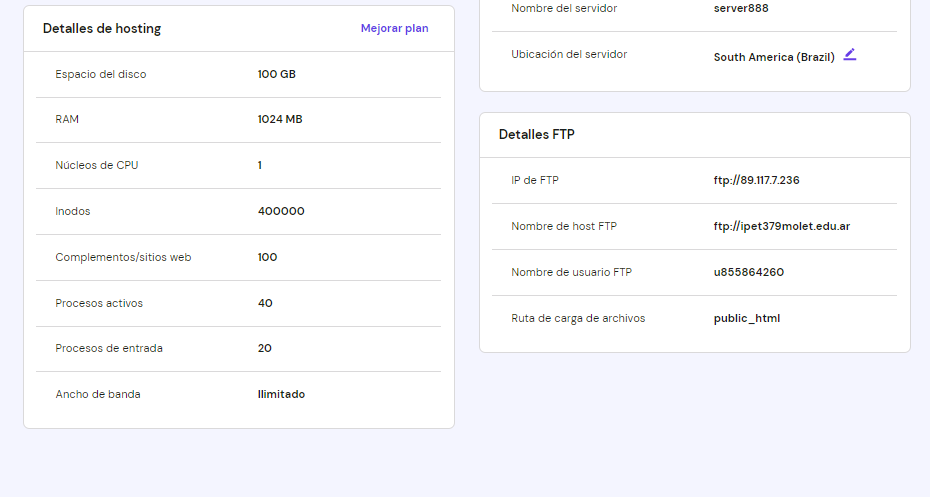 Detalles de hosting
Mejorar plan
Espacio del disco 100 GB
RAM 1024 MB
Núcleos de CPU 1
Inodos 400000
Complementos/sitios web 100
Procesos activos 40
Procesos de entrada 20
Ancho de banda Ilimitado
Nombre del servidor server888
Ubicación del servidor South America (Brazil)
Detalles FTP
IP de FTP ftp://89.117.7.236
Nombre de host FTP ftp://ipet379molet.edu.ar
Nombre de usuario FTP u855864260
Ruta de carga de archivos public_html